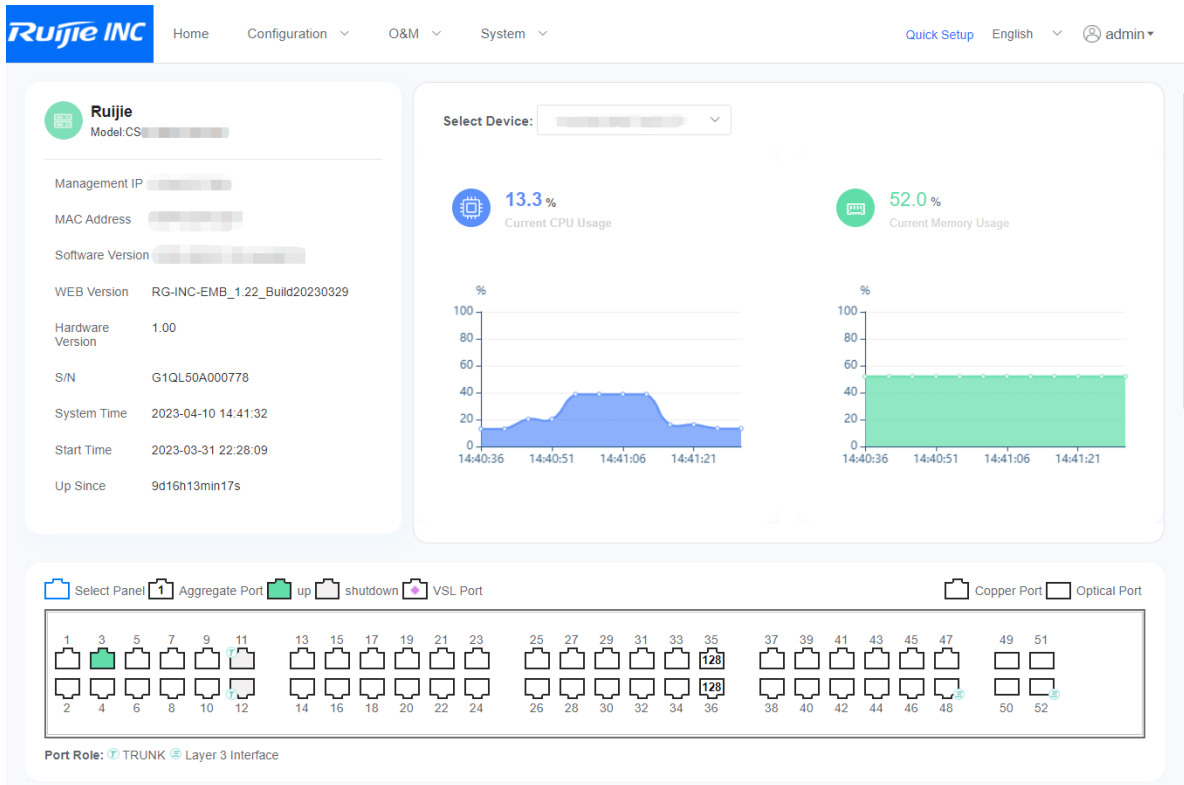 Ruijie INC Home Configuration O&M System Quick Setup English admin
Ruijie
Model:CS
Select Device:
Management IP
MAC Address
Software Version
WEB Version RG-INC-EMB_1.22_Build20230329
Hardware Version 1.00
S/N G1QL50A000778
System Time 2023-04-10 14:41:32
Start Time 2023-03-31 22:28:09
Up Since 9d16h13min17s
13.3 %
Current CPU Usage
%
100
80
60
40
20
0
14:40:36 14:40:51 14:41:06 14:41:21
52.0 %
Current Memory Usage
%
100
80
60
40
20
0
14:40:36 14:40:51 14:41:06 14:41:21
Select Panel 1 Aggregate Port up shutdown VSL Port Copper Port Optical Port
1 3 5 7 9 11 13 15 17 19 21 23 25 27 29 31 33 35 37 39 41 43 45 47 49 51
T 128
T 128
2 4 6 8 10 12 14 16 18 20 22 24 26 28 30 32 34 36 38 40 42 44 46 48 50 52
Port Role: T TRUNK Layer 3 Interface